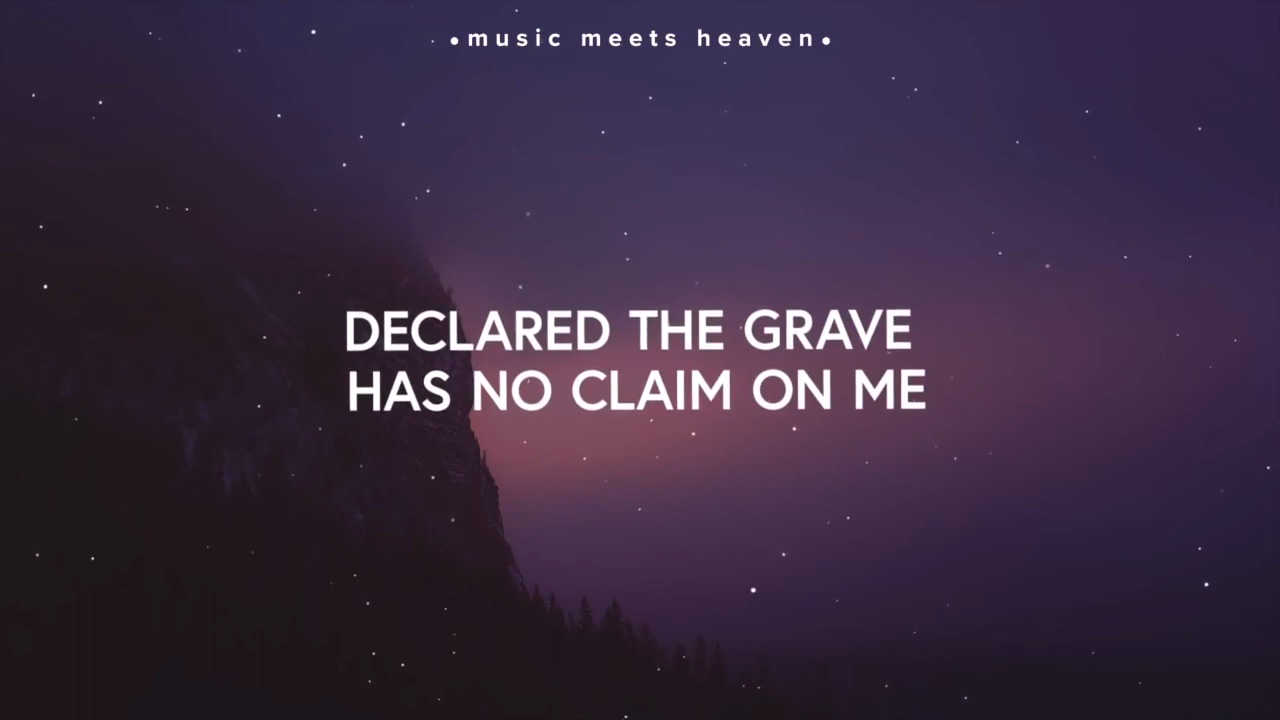 •music meets heaven•
DECLARED THE GRAVE
HAS NO CLAIM ON ME